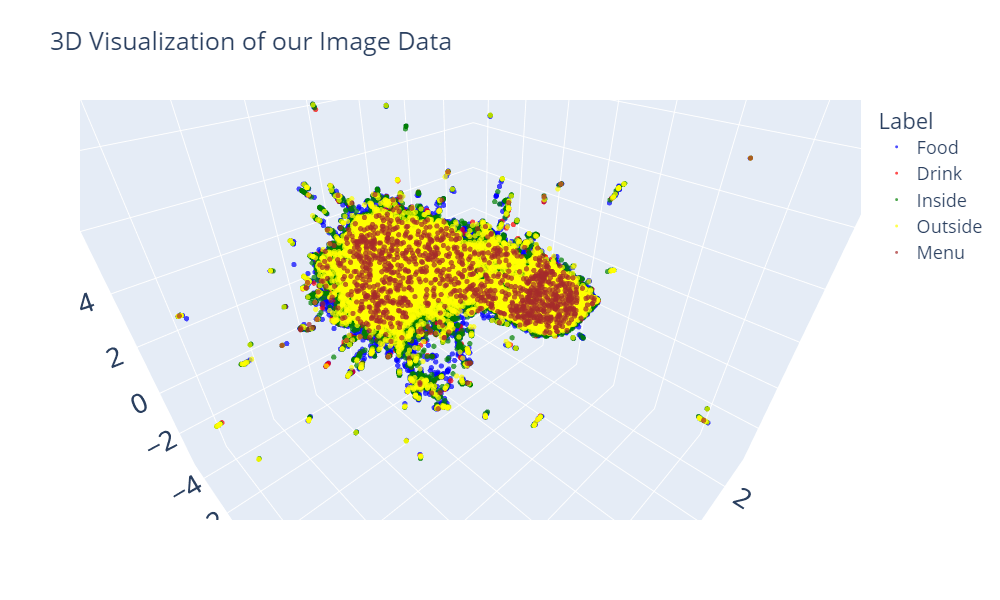 3D Visualization of our Image Data
Label
Food
Drink
Inside
Outside
Menu
4
2
0
−2
−4
2